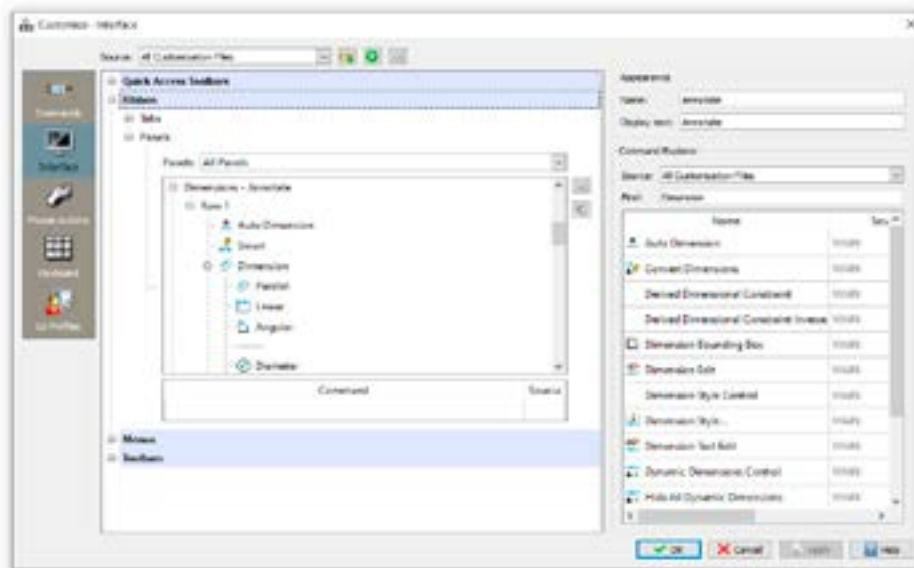 Customize - Interface
Source: All Customization Files
Commands
Interface
Mouse Actions
Keyboard
UI Profiles
Quick Access Toolbars
Ribbon
Tabs
Panels
Panels: All Panels
Dimensions - Annotate
Row 1
Auto Dimension
Smart
Dimension
Parallel
Linear
Angular
Diameter
Command Source
Menus
Toolbars
Appearance
Name: Annotate
Display text: Annotate
Command Explorer
Source: All Customization Files
Find: Dimension
Name
Auto Dimension
Convert Dimensions
Derived Dimensional Constraint
Derived Dimensional Constraint Inverse
Dimension Bounding Box
Dimension Edit
Dimension Style Control
Dimension Style...
Dimension Text Edit
Dynamic Dimensions Control
Hide All Dynamic Dimensions
OK Cancel Apply Help